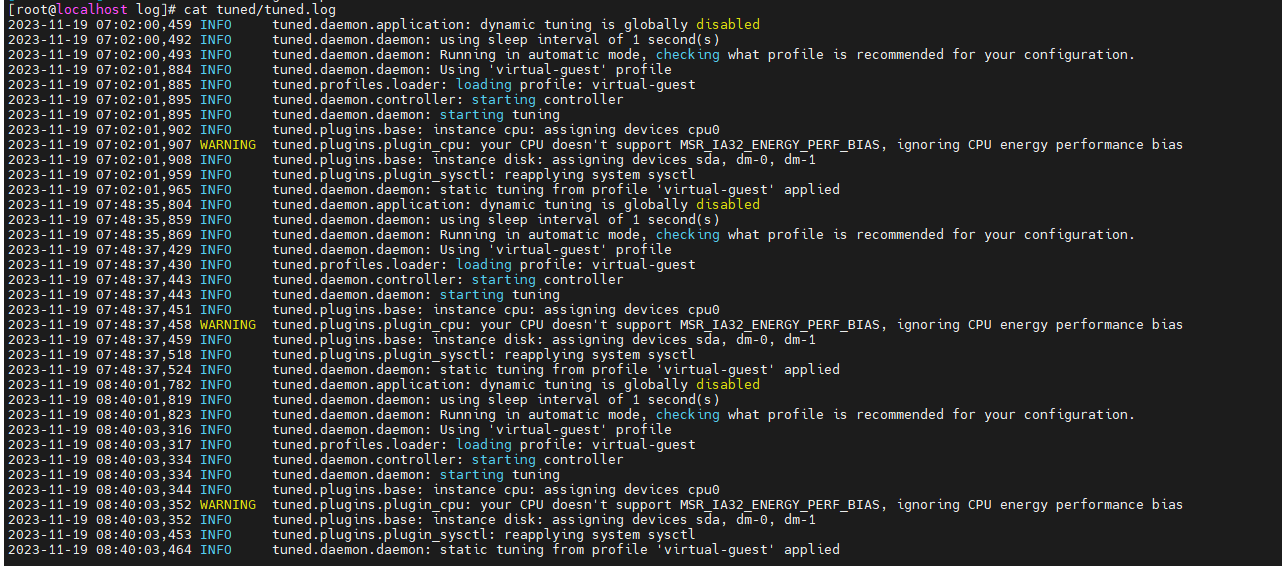 [root@localhost log]# cat tuned/tuned.log
2023-11-19 07:02:00,459 INFO     tuned.daemon.application: dynamic tuning is globally disabled
2023-11-19 07:02:00,492 INFO     tuned.daemon.daemon: using sleep interval of 1 second(s)
2023-11-19 07:02:00,493 INFO     tuned.daemon.daemon: Running in automatic mode, checking what profile is recommended for your configuration.
2023-11-19 07:02:01,884 INFO     tuned.daemon.daemon: Using 'virtual-guest' profile
2023-11-19 07:02:01,885 INFO     tuned.profiles.loader: loading profile: virtual-guest
2023-11-19 07:02:01,895 INFO     tuned.daemon.controller: starting controller
2023-11-19 07:02:01,895 INFO     tuned.daemon.daemon: starting tuning
2023-11-19 07:02:01,902 INFO     tuned.plugins.base: instance cpu: assigning devices cpu0
2023-11-19 07:02:01,907 WARNING  tuned.plugins.plugin_cpu: your CPU doesn't support MSR_IA32_ENERGY_PERF_BIAS, ignoring CPU energy performance bias
2023-11-19 07:02:01,908 INFO     tuned.plugins.base: instance disk: assigning devices sda, dm-0, dm-1
2023-11-19 07:02:01,959 INFO     tuned.plugins.plugin_sysctl: reapplying system sysctl
2023-11-19 07:02:01,965 INFO     tuned.daemon.daemon: static tuning from profile 'virtual-guest' applied
2023-11-19 07:48:35,804 INFO     tuned.daemon.application: dynamic tuning is globally disabled
2023-11-19 07:48:35,859 INFO     tuned.daemon.daemon: using sleep interval of 1 second(s)
2023-11-19 07:48:35,869 INFO     tuned.daemon.daemon: Running in automatic mode, checking what profile is recommended for your configuration.
2023-11-19 07:48:37,429 INFO     tuned.daemon.daemon: Using 'virtual-guest' profile
2023-11-19 07:48:37,430 INFO     tuned.profiles.loader: loading profile: virtual-guest
2023-11-19 07:48:37,443 INFO     tuned.daemon.controller: starting controller
2023-11-19 07:48:37,443 INFO     tuned.daemon.daemon: starting tuning
2023-11-19 07:48:37,451 INFO     tuned.plugins.base: instance cpu: assigning devices cpu0
2023-11-19 07:48:37,458 WARNING  tuned.plugins.plugin_cpu: your CPU doesn't support MSR_IA32_ENERGY_PERF_BIAS, ignoring CPU energy performance bias
2023-11-19 07:48:37,459 INFO     tuned.plugins.base: instance disk: assigning devices sda, dm-0, dm-1
2023-11-19 07:48:37,518 INFO     tuned.plugins.plugin_sysctl: reapplying system sysctl
2023-11-19 07:48:37,524 INFO     tuned.daemon.daemon: static tuning from profile 'virtual-guest' applied
2023-11-19 08:40:01,782 INFO     tuned.daemon.application: dynamic tuning is globally disabled
2023-11-19 08:40:01,819 INFO     tuned.daemon.daemon: using sleep interval of 1 second(s)
2023-11-19 08:40:01,823 INFO     tuned.daemon.daemon: Running in automatic mode, checking what profile is recommended for your configuration.
2023-11-19 08:40:03,316 INFO     tuned.daemon.daemon: Using 'virtual-guest' profile
2023-11-19 08:40:03,317 INFO     tuned.profiles.loader: loading profile: virtual-guest
2023-11-19 08:40:03,334 INFO     tuned.daemon.controller: starting controller
2023-11-19 08:40:03,334 INFO     tuned.daemon.daemon: starting tuning
2023-11-19 08:40:03,344 INFO     tuned.plugins.base: instance cpu: assigning devices cpu0
2023-11-19 08:40:03,352 WARNING  tuned.plugins.plugin_cpu: your CPU doesn't support MSR_IA32_ENERGY_PERF_BIAS, ignoring CPU energy performance bias
2023-11-19 08:40:03,352 INFO     tuned.plugins.base: instance disk: assigning devices sda, dm-0, dm-1
2023-11-19 08:40:03,453 INFO     tuned.plugins.plugin_sysctl: reapplying system sysctl
2023-11-19 08:40:03,464 INFO     tuned.daemon.daemon: static tuning from profile 'virtual-guest' applied